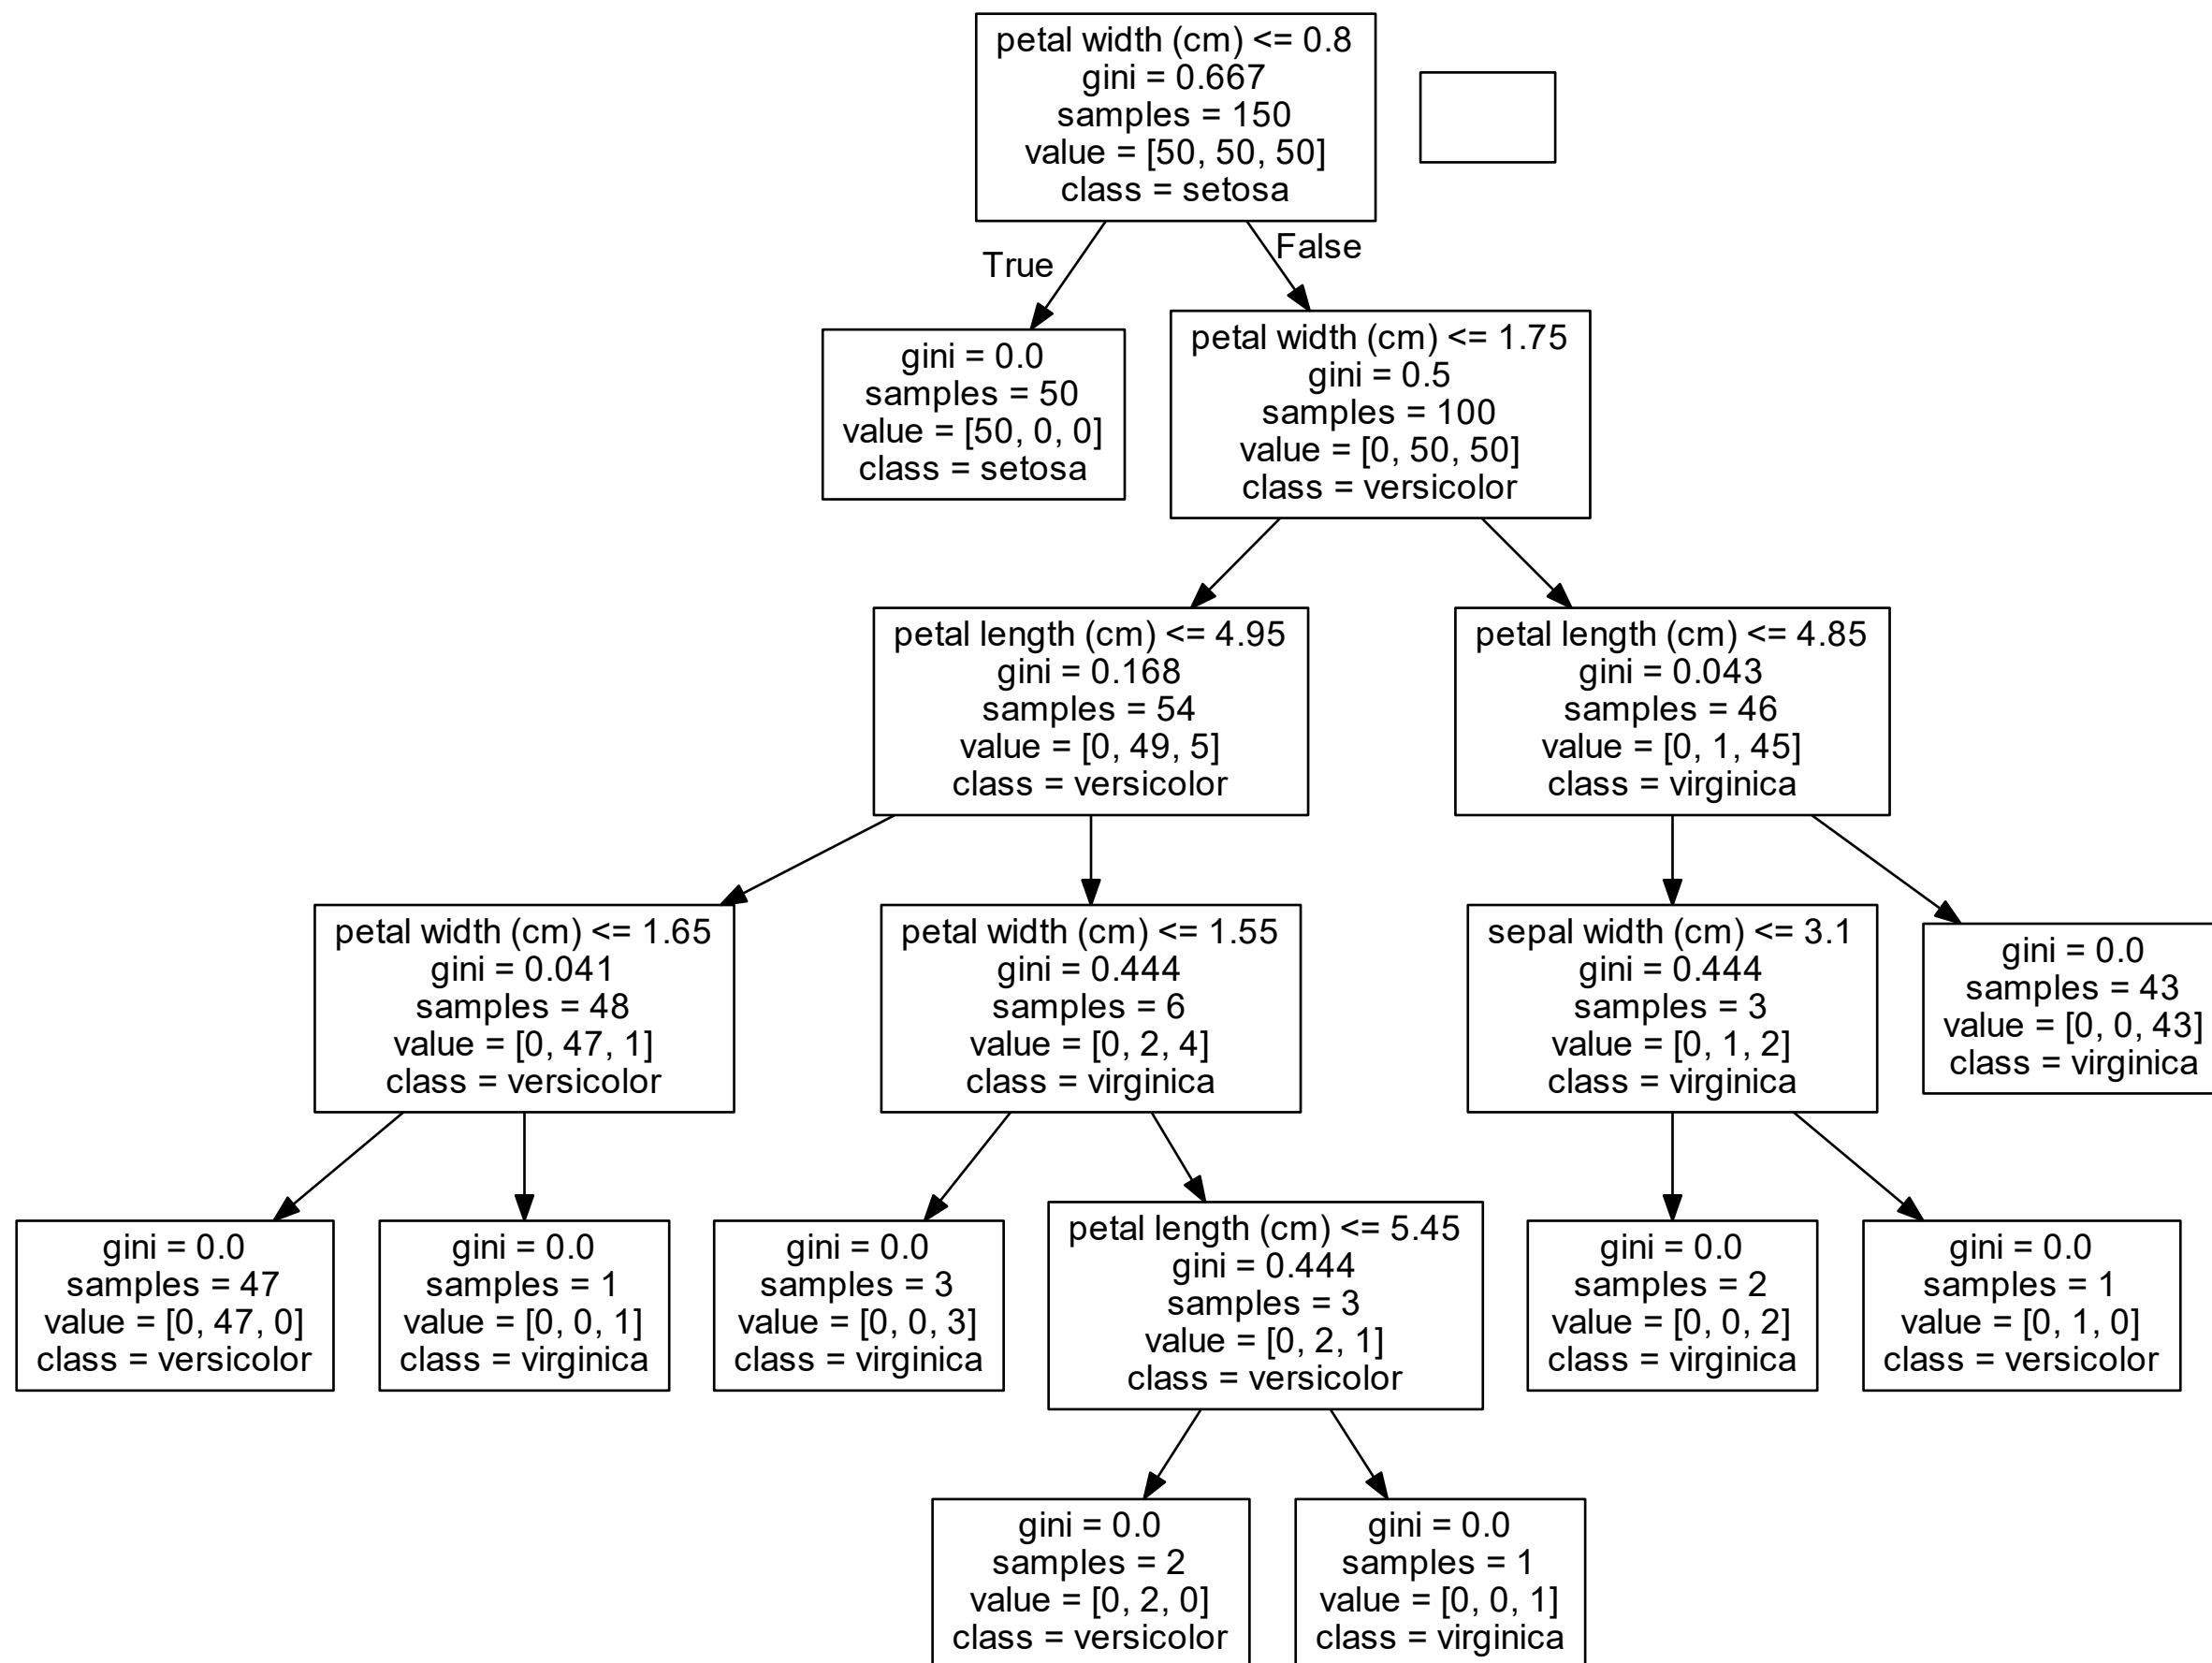 petal width (cm) <= 0.8
gini = 0.667
samples = 150
value = [50, 50, 50]
class = setosa
True
False
gini = 0.0
samples = 50
value = [50, 0, 0]
class = setosa
petal width (cm) <= 1.75
gini = 0.5
samples = 100
value = [0, 50, 50]
class = versicolor
petal length (cm) <= 4.95
gini = 0.168
samples = 54
value = [0, 49, 5]
class = versicolor
petal length (cm) <= 4.85
gini = 0.043
samples = 46
value = [0, 1, 45]
class = virginica
petal width (cm) <= 1.65
gini = 0.041
samples = 48
value = [0, 47, 1]
class = versicolor
petal width (cm) <= 1.55
gini = 0.444
samples = 6
value = [0, 2, 4]
class = virginica
sepal width (cm) <= 3.1
gini = 0.444
samples = 3
value = [0, 1, 2]
class = virginica
gini = 0.0
samples = 43
value = [0, 0, 43]
class = virginica
gini = 0.0
samples = 47
value = [0, 47, 0]
class = versicolor
gini = 0.0
samples = 1
value = [0, 0, 1]
class = virginica
gini = 0.0
samples = 3
value = [0, 0, 3]
class = virginica
petal length (cm) <= 5.45
gini = 0.444
samples = 3
value = [0, 2, 1]
class = versicolor
gini = 0.0
samples = 2
value = [0, 0, 2]
class = virginica
gini = 0.0
samples = 1
value = [0, 1, 0]
class = versicolor
gini = 0.0
samples = 2
value = [0, 2, 0]
class = versicolor
gini = 0.0
samples = 1
value = [0, 0, 1]
class = virginica